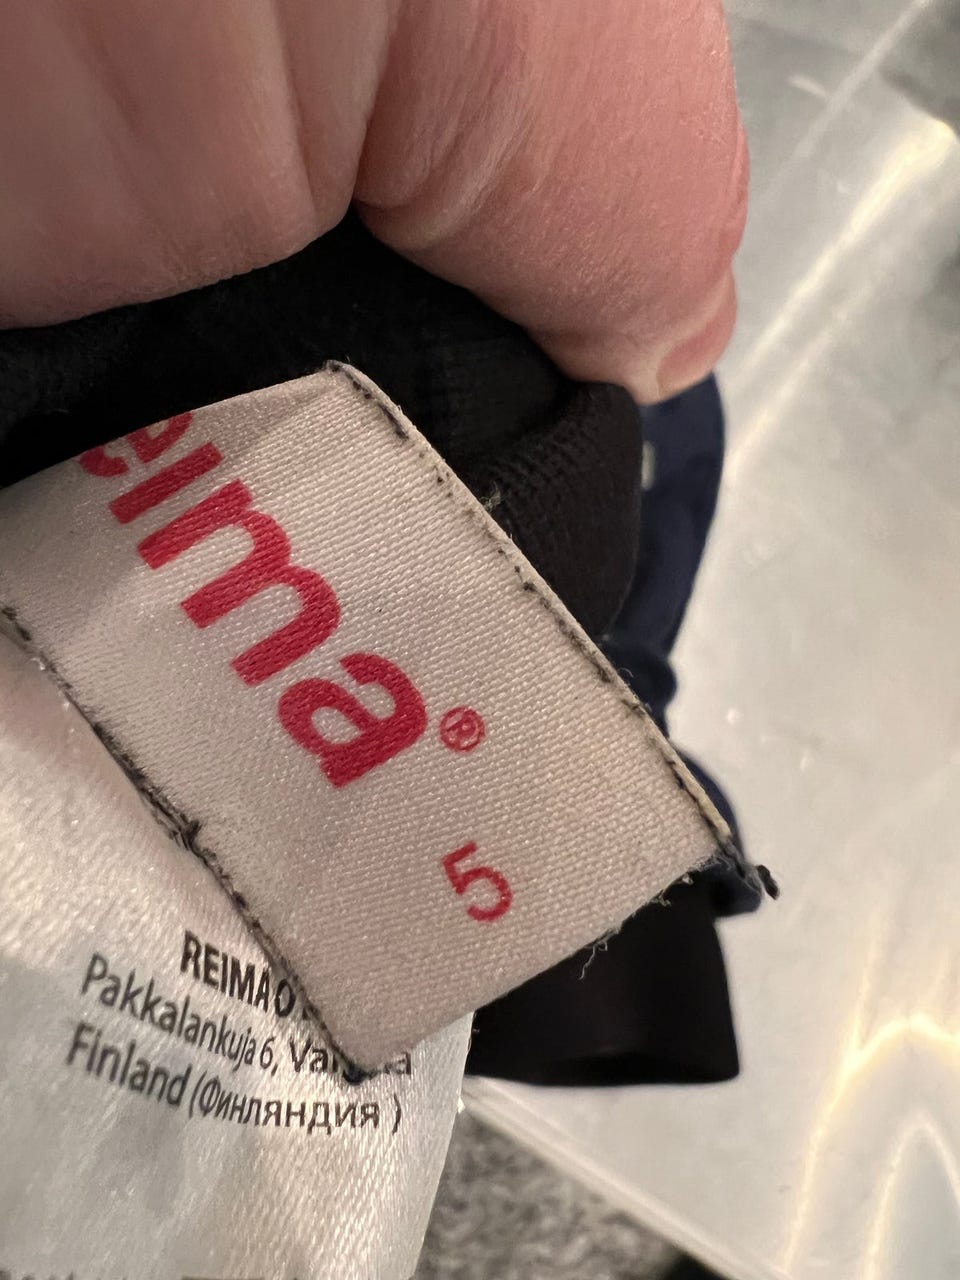 eima®
5
REIMA O
Pakkalankuja 6, Va
Finland (Финляндия )